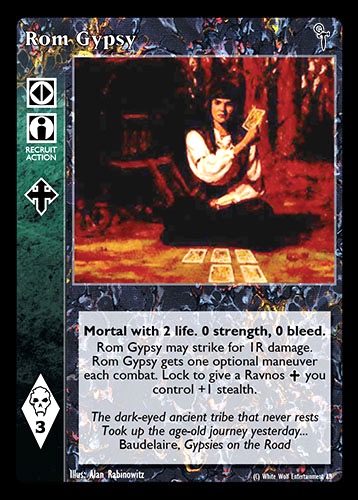 Rom Gypsy
RECRUIT
ACTION
Mortal with 2 life. 0 strength, 0 bleed.
Rom Gypsy may strike for 1R damage.
Rom Gypsy gets one optional maneuver
each combat. Lock to give a Ravnos you
control +1 stealth.
The dark-eyed ancient tribe that never rests
Took up the age-old journey yesterday...
Baudelaire, Gypsies on the Road
3
Illus: Alan Rabinowitz
(C) White Wolf Entertainment AB